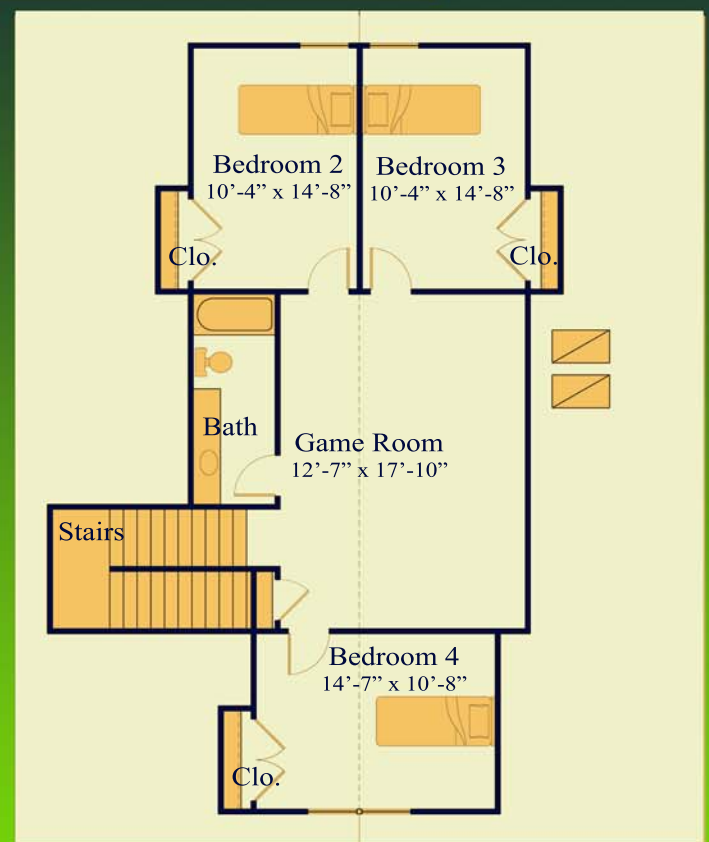 Bedroom 2
10’-4” x 14’-8”
Bedroom 3
10’-4” x 14’-8”
Clo.
Clo.
Bath
Game Room
12’-7” x 17’-10”
Stairs
Bedroom 4
14’-7” x 10’-8”
Clo.